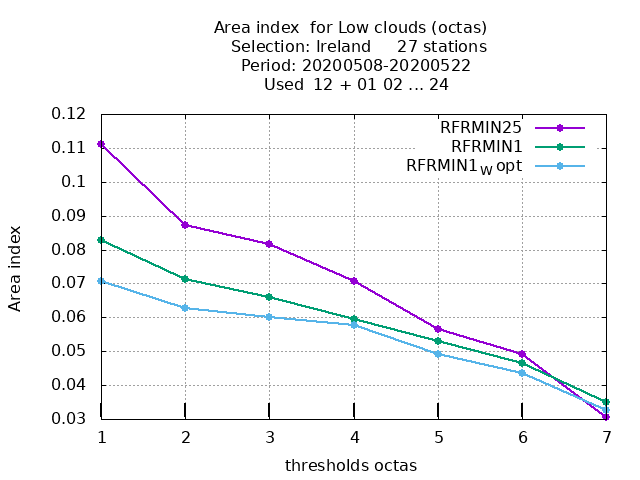 Area index  for Low clouds (octas)
Selection: Ireland     27 stations
Period: 20200508-20200522
Used  12 + 01 02 ... 24
RFRMIN25
RFRMIN1
RFRMIN1W opt
0.12
0.11
0.1
0.09
0.08
0.07
0.06
0.05
0.04
0.03
Area index
1 2 3 4 5 6 7
thresholds octas